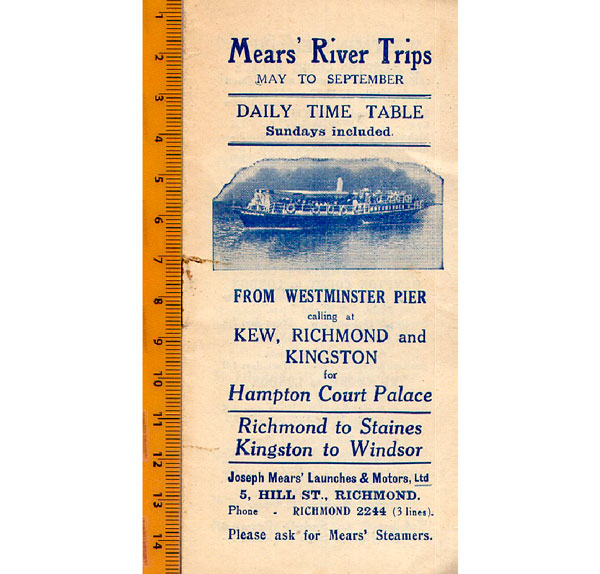 Mears' River Trips
MAY TO SEPTEMBER
DAILY TIME TABLE
Sundays included.
FROM WESTMINSTER PIER
calling at
KEW, RICHMOND and
KINGSTON
for
Hampton Court Palace
Richmond to Staines
Kingston to Windsor
Joseph Mears' Launches & Motors, Ltd
5, HILL ST., RICHMOND.
Phone - RICHMOND 2244 (3 lines).
Please ask for Mears' Steamers.
1
2
3
4
5
6
7
8
9
10
11
12
13
14